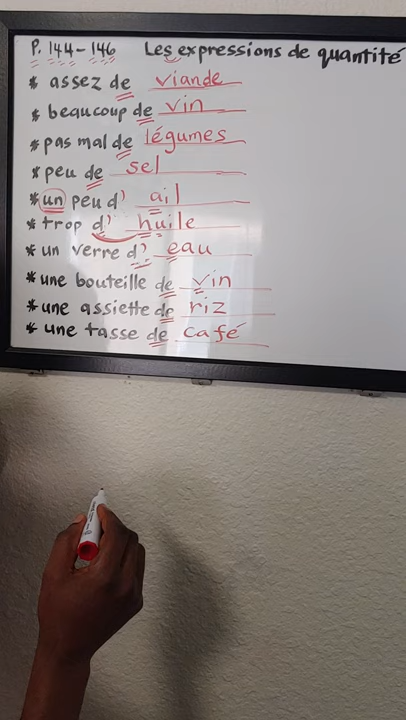 P. 144-146 Les expressions de quantité
* assez de viande
* beaucoup de vin
* pas mal de légumes
* peu de sel
* un peu d' ail
* trop d' huile
* un verre d' eau
* une bouteille de vin
* une assiette de riz
* une tasse de café